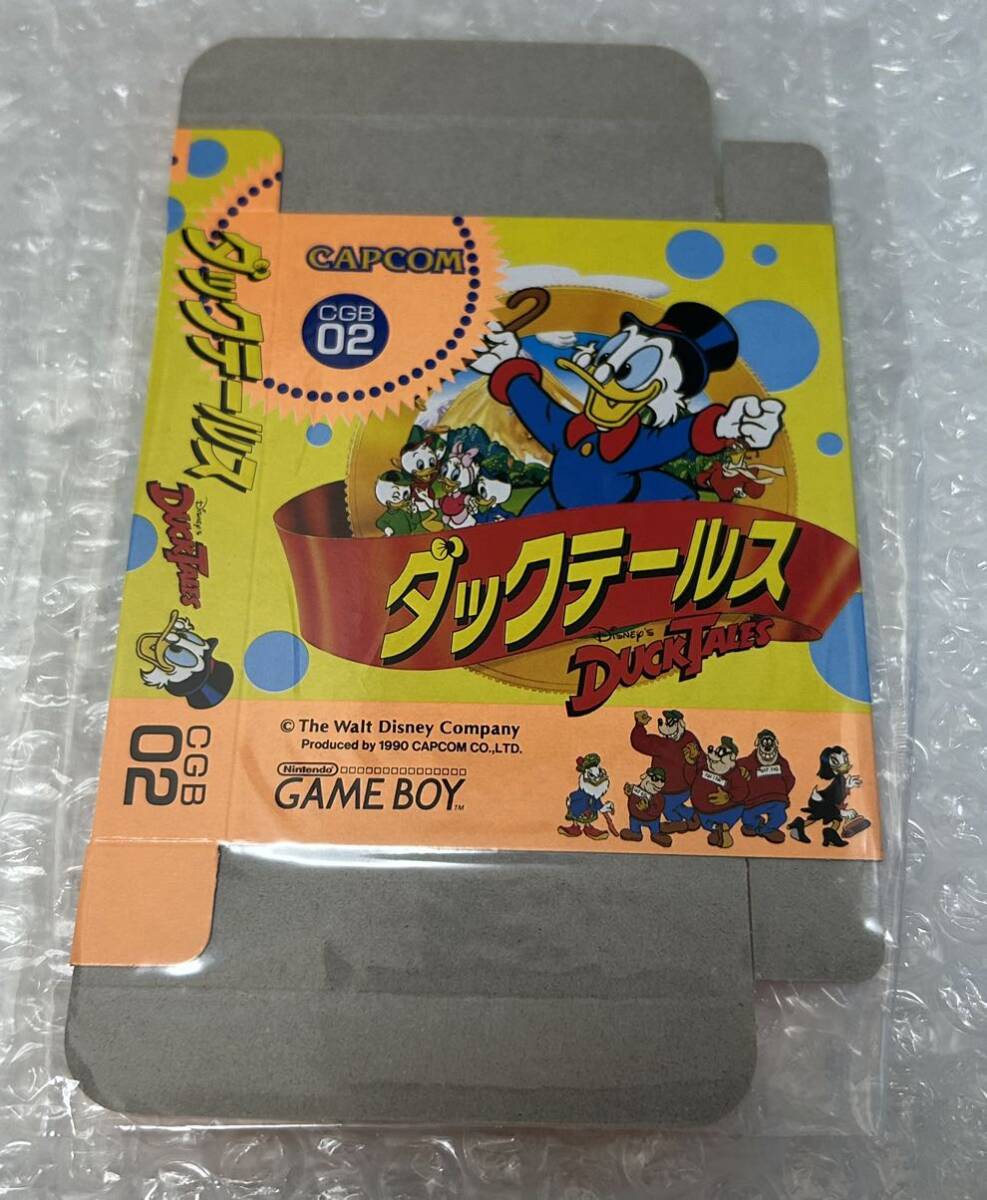 CAPCOM
CGB
02
ダックテールス
DISNEY'S
DUCKTALES
© The Walt Disney Company
Produced by 1990 CAPCOM CO.,LTD.
Nintendo
GAME BOY™
ダックテールス
DISNEY'S
DUCKTALES
CGB
02